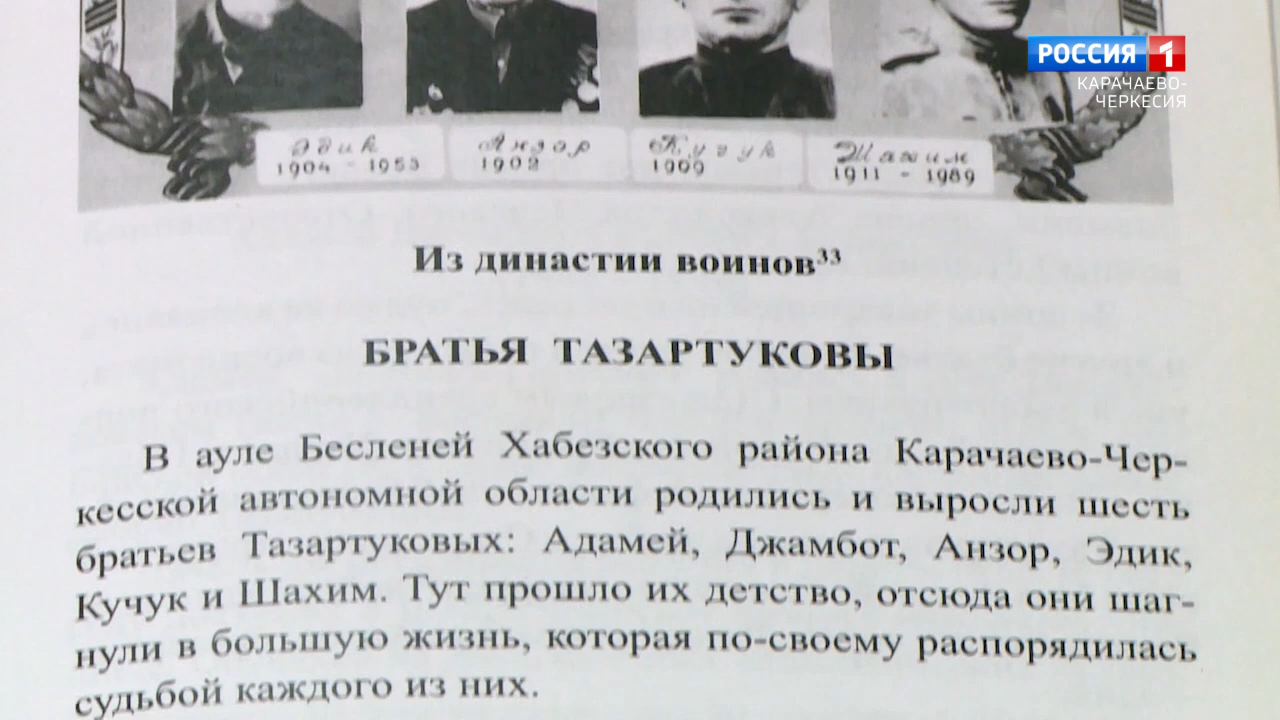 РОССИЯ 1
КАРАЧАЕВО-
ЧЕРКЕСИЯ
Эдик
1904 - 1953
Анзор
1902
Кучук
1909
Шахим
1911 - 1989
Из династии воинов³³
БРАТЬЯ ТАЗАРТУКОВЫ
В ауле Бесленей Хабезского района Карачаево-Чер-
кесской автономной области родились и выросли шесть
братьев Тазартуковых: Адамей, Джамбот, Анзор, Эдик,
Кучук и Шахим. Тут прошло их детство, отсюда они шаг-
нули в большую жизнь, которая по-своему распорядилась
судьбой каждого из них.